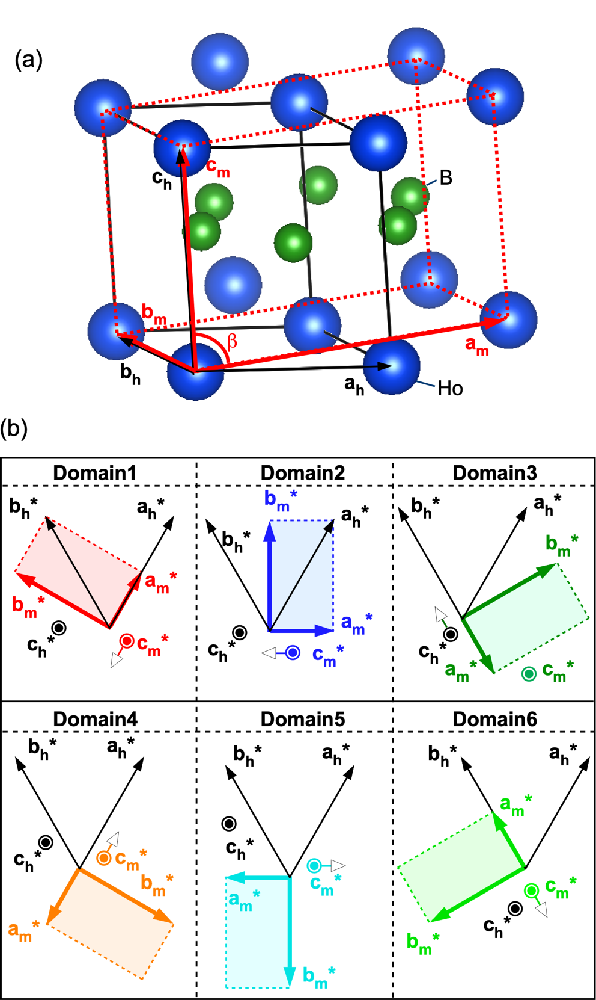 (a)
c_h
c_m
B
b_m
β
a_m
b_h
a_h
Ho
(b)
Domain1 Domain2 Domain3
b_h* a_h* b_m* a_h* b_h* a_h*
b_h* b_m*
a_m* b_m* a_m*
c_h* c_m* c_h* c_m* c_h* a_m* c_m*
Domain4 Domain5 Domain6
b_h* a_h* b_h* a_h* b_h* a_h*
a_m*
c_h* c_m* c_h* c_m*
b_m* a_m* c_m*
a_m* c_h*
b_m* b_m*